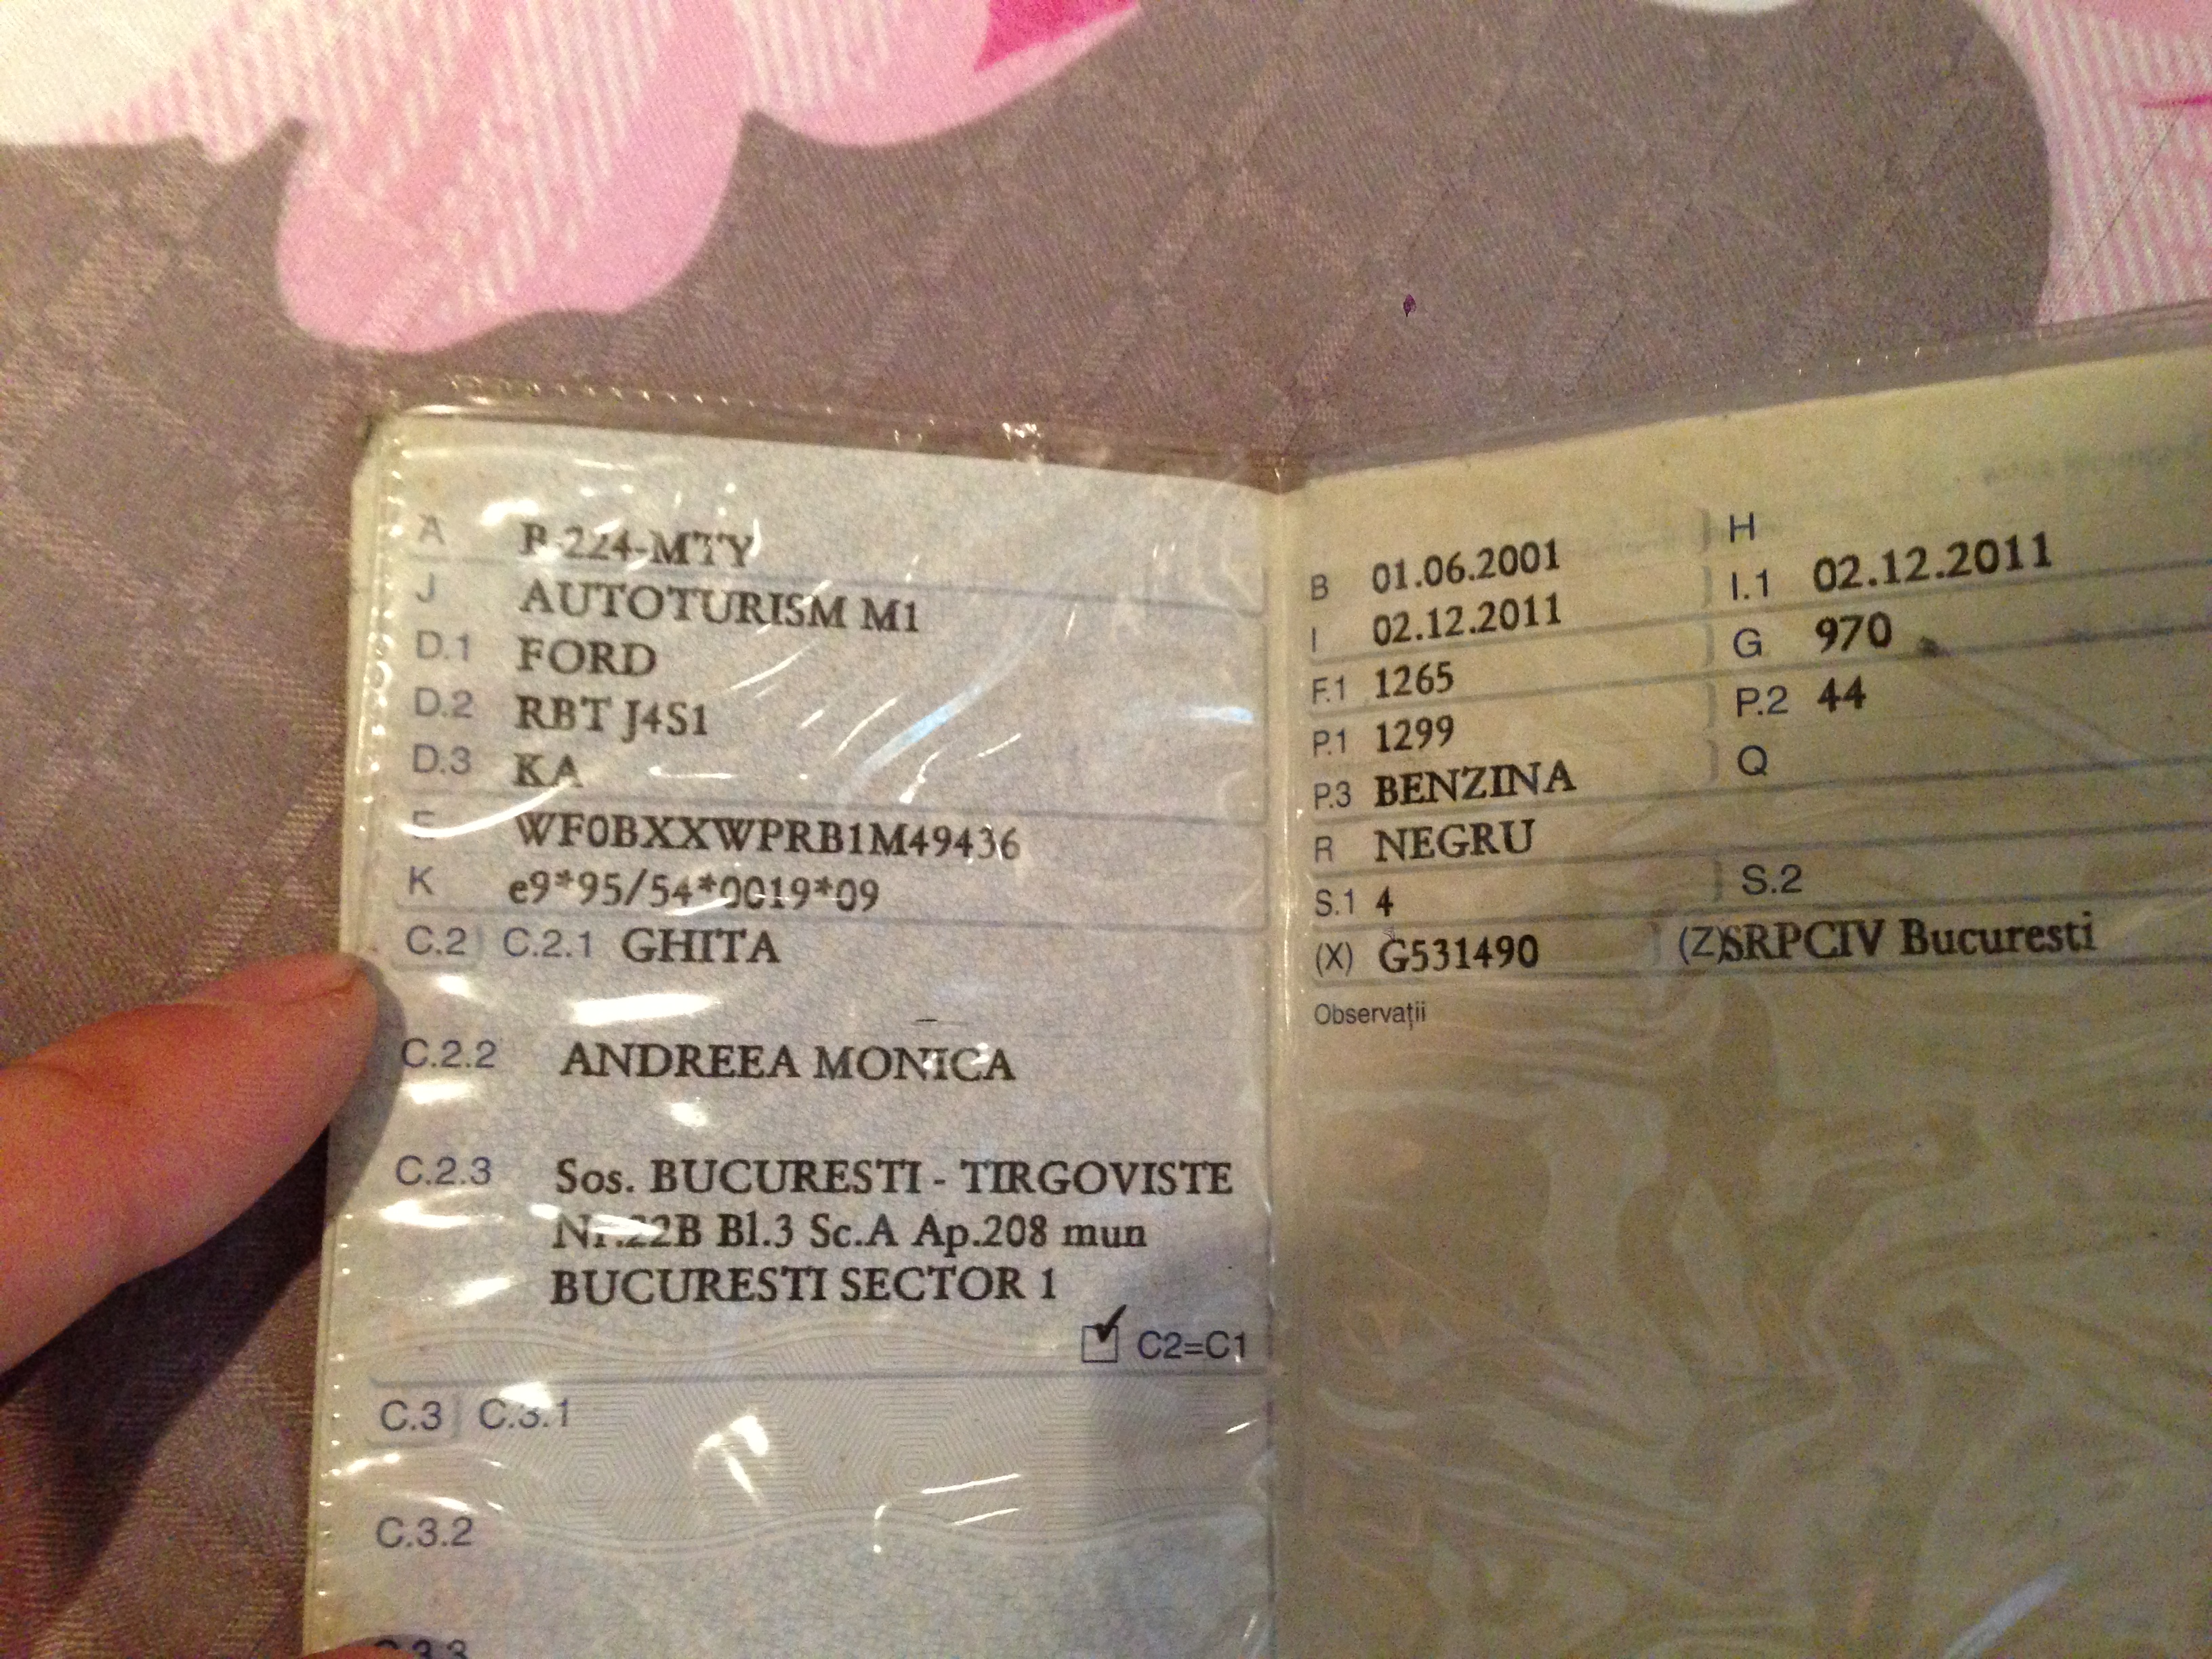 A B-224-MTY
J AUTOTURISM M1
D.1 FORD
D.2 RBT J4S1
D.3 KA
E WF0BXXWPRB1M49436
K e9*95/54*0019*09
C.2 C.2.1 GHITA
C.2.2 ANDREEA MONICA
C.2.3 Sos. BUCURESTI - TIRGOVISTE
Nr.22B Bl.3 Sc.A Ap.208 mun
BUCURESTI SECTOR 1
C2=C1
C.3 C.3.1
C.3.2
C.3.3
B 01.06.2001 H
I 02.12.2011 I.1 02.12.2011
F.1 1265 G 970
P.1 1299 P.2 44
P.3 BENZINA Q
R NEGRU
S.1 4 S.2
(X) G531490 (Z) SRPCIV Bucuresti
Observații